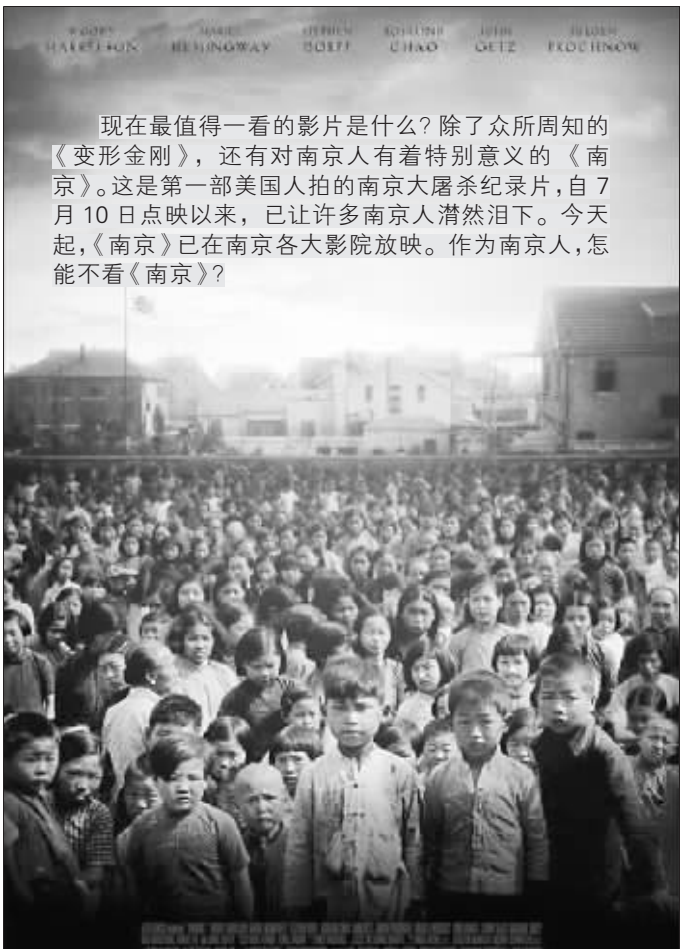 WOODY MARIEL STEPHEN ROSALIND JOHN JURGEN
HARRELSON HEMINGWAY DORFF CHAO GETZ PROCHNOW
现在最值得一看的影片是什么?除了众所周知的
《变形金刚》，还有对南京人有着特别意义的《南
京》。这是第一部美国人拍的南京大屠杀纪录片，自 7
月 10 日点映以来，已让许多南京人潸然泪下。今天
起，《南京》已在南京各大影院放映。作为南京人，怎
能不看《南京》?